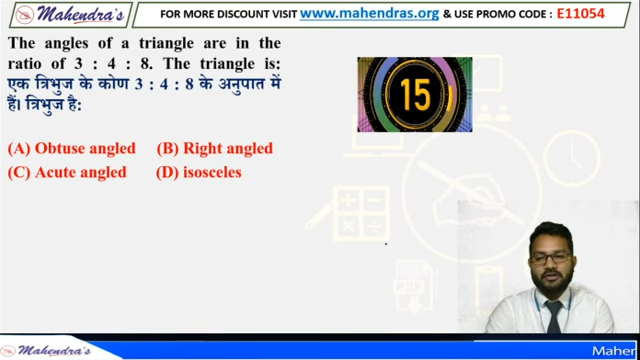 Mahendra's
FOR MORE DISCOUNT VISIT www.mahendras.org & USE PROMO CODE : E11054
The angles of a triangle are in the
ratio of 3 : 4 : 8. The triangle is:
एक त्रिभुज के कोण 3 : 4 : 8 के अनुपात में
हैं। त्रिभुज है:
15
(A) Obtuse angled (B) Right angled
(C) Acute angled (D) isosceles
PDF
Mahendra's
Maher